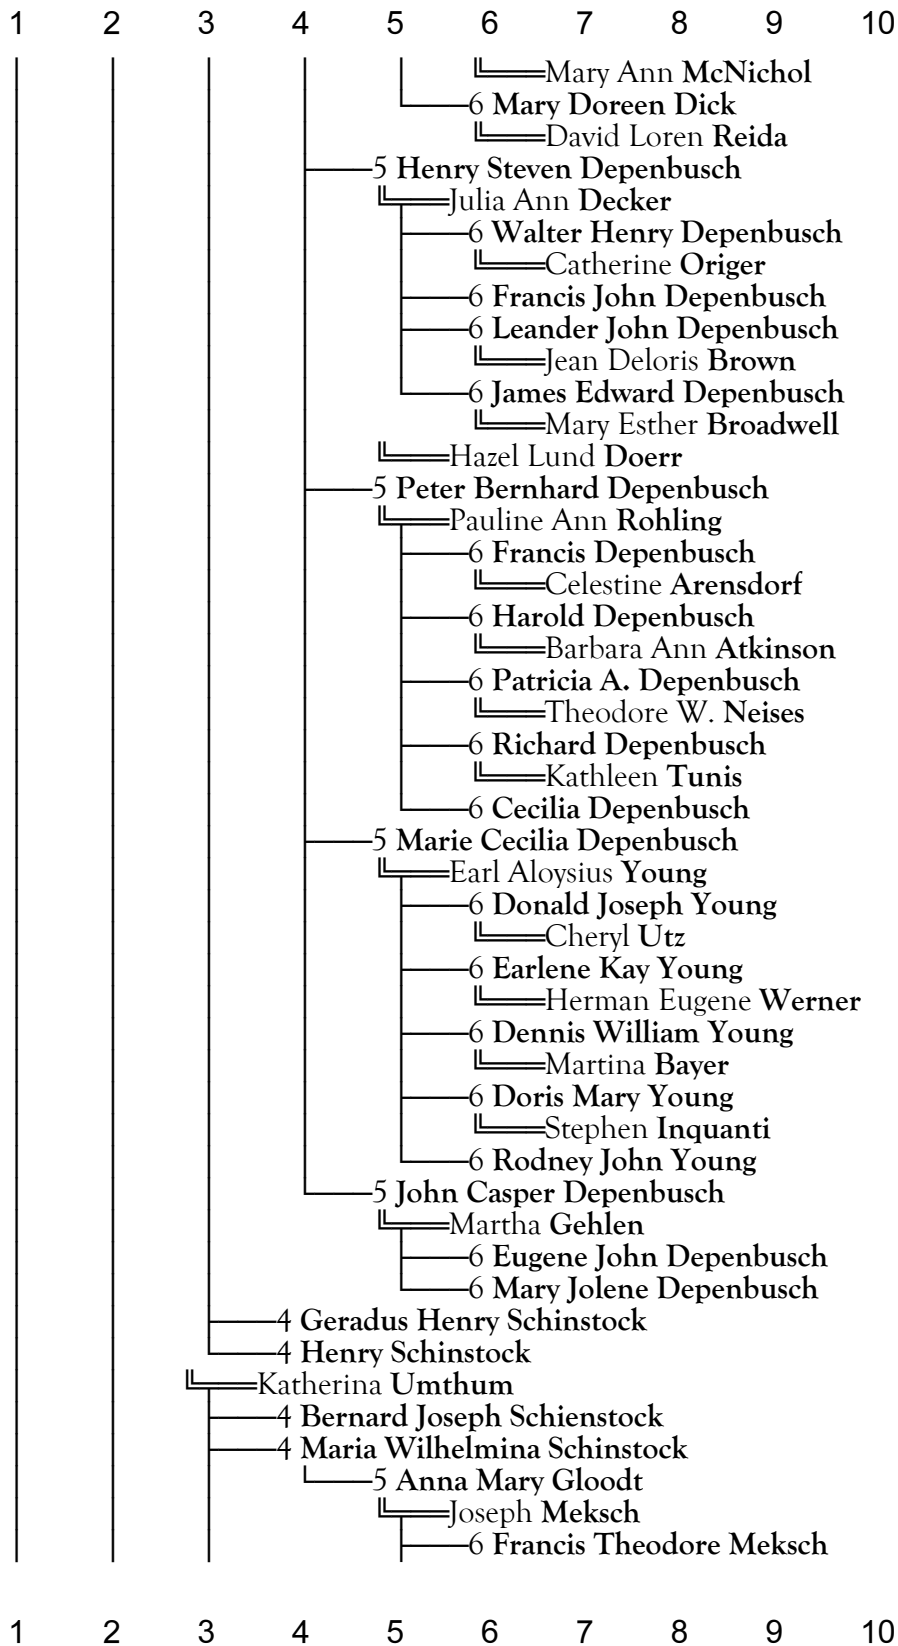 1 2 3 4 5 6 7 8 9 10
Mary Ann McNichol
6 Mary Doreen Dick
David Loren Reida
5 Henry Steven Depenbusch
Julia Ann Decker
6 Walter Henry Depenbusch
Catherine Origer
6 Francis John Depenbusch
6 Leander John Depenbusch
Jean Deloris Brown
6 James Edward Depenbusch
Mary Esther Broadwell
Hazel Lund Doerr
5 Peter Bernhard Depenbusch
Pauline Ann Rohling
6 Francis Depenbusch
Celestine Arensdorf
6 Harold Depenbusch
Barbara Ann Atkinson
6 Patricia A. Depenbusch
Theodore W. Neises
6 Richard Depenbusch
Kathleen Tunis
6 Cecilia Depenbusch
5 Marie Cecilia Depenbusch
Earl Aloysius Young
6 Donald Joseph Young
Cheryl Utz
6 Earlene Kay Young
Herman Eugene Werner
6 Dennis William Young
Martina Bayer
6 Doris Mary Young
Stephen Inquanti
6 Rodney John Young
5 John Casper Depenbusch
Martha Gehlen
6 Eugene John Depenbusch
6 Mary Jolene Depenbusch
4 Geradus Henry Schinstock
4 Henry Schinstock
Katherina Umthum
4 Bernard Joseph Schienstock
4 Maria Wilhelmina Schinstock
5 Anna Mary Gloodt
Joseph Meksch
6 Francis Theodore Meksch
1 2 3 4 5 6 7 8 9 10